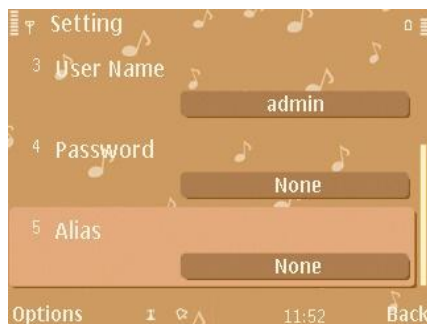 Setting
3 User Name
admin
4 Password
None
5 Alias
None
Options 11:52 Back